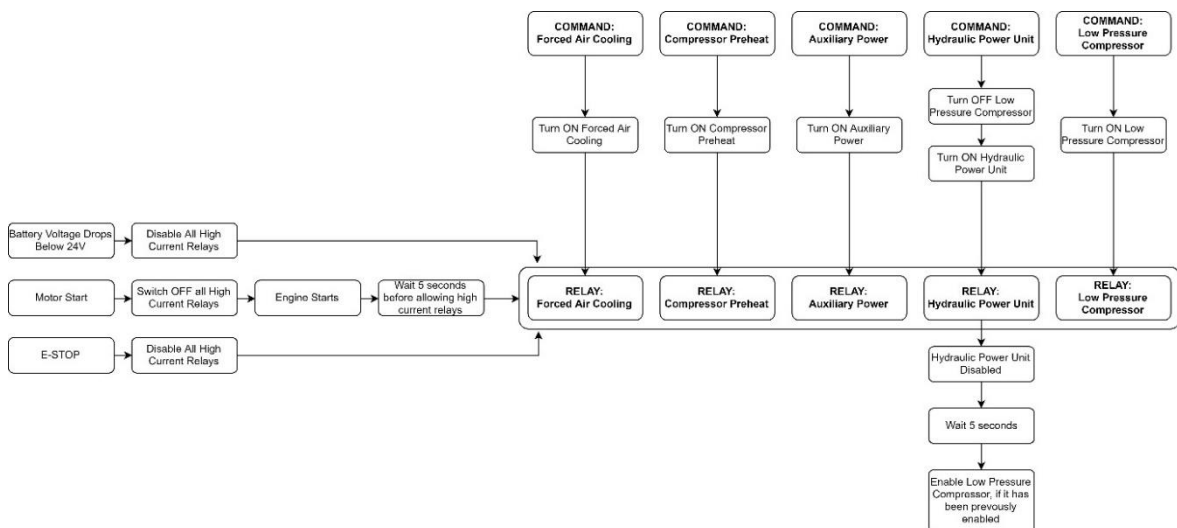 COMMAND:
Forced Air Cooling
COMMAND:
Compressor Preheat
COMMAND:
Auxiliary Power
COMMAND:
Hydraulic Power Unit
COMMAND:
Low Pressure
Compressor
Turn OFF Low
Pressure Compressor
Turn ON Forced Air
Cooling
Turn ON Compressor
Preheat
Turn ON Auxiliary
Power
Turn ON Hydraulic
Power Unit
Turn ON Low
Pressure Compressor
Battery Voltage Drops
Below 24V
Disable All High
Current Relays
Motor Start
Switch OFF all High
Current Relays
Engine Starts
Wait 5 seconds
before allowing high
current relays
RELAY:
Forced Air Cooling
RELAY:
Compressor Preheat
RELAY:
Auxiliary Power
RELAY:
Hydraulic Power Unit
RELAY:
Low Pressure
Compressor
E-STOP
Disable All High
Current Relays
Hydraulic Power Unit
Disabled
Wait 5 seconds
Enable Low Pressure
Compressor, if it has
been prevously
enabled